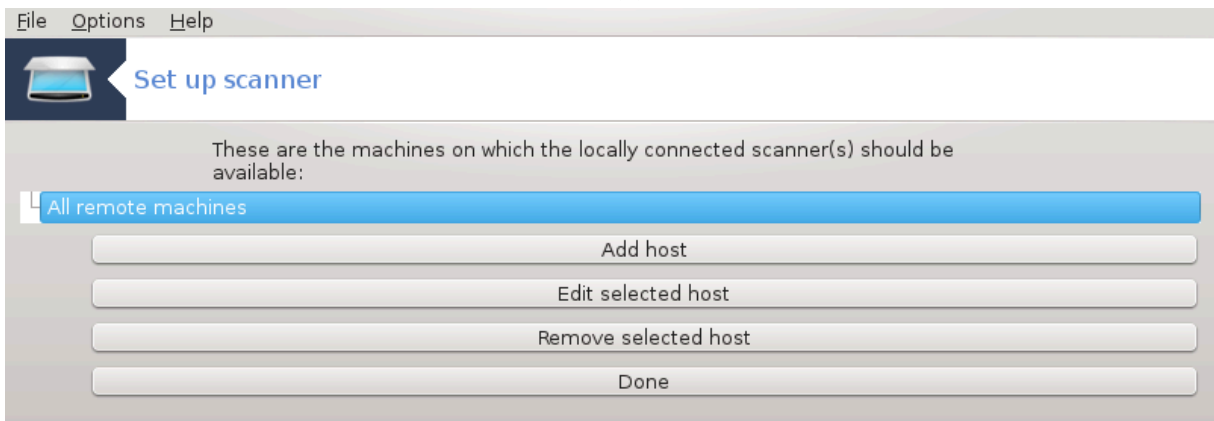 File Options Help
Set up scanner
These are the machines on which the locally connected scanner(s) should be
available:
All remote machines
Add host
Edit selected host
Remove selected host
Done